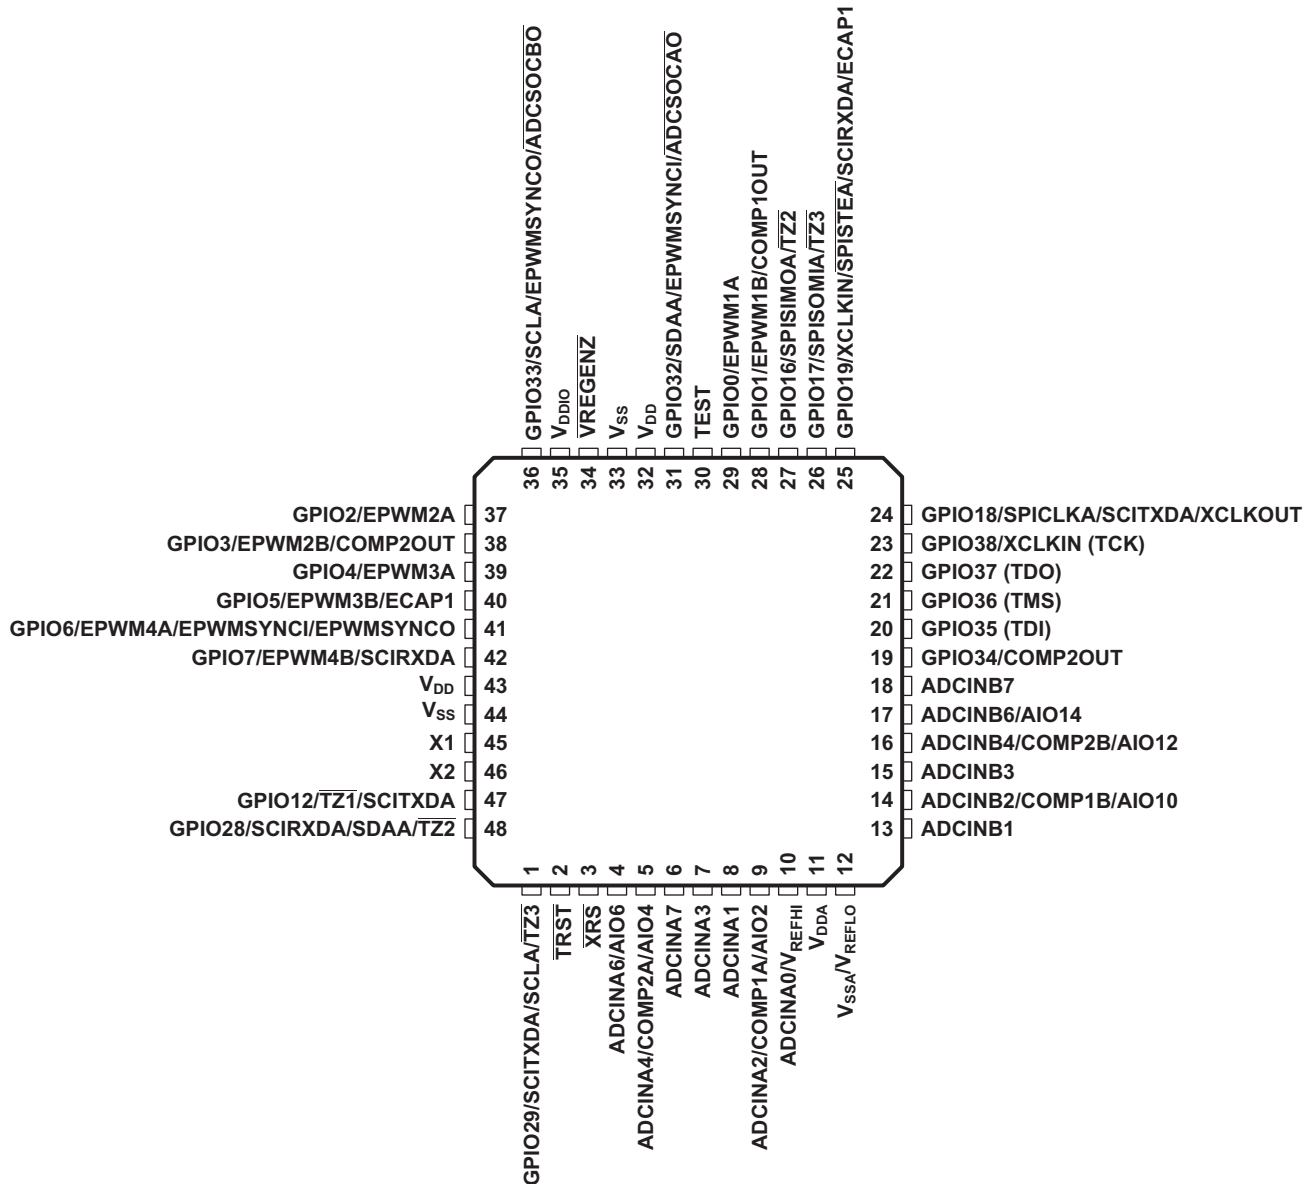 GPIO33/SCLA/EPWMSYNCO/ADCSOCBO
VDDIO
VREGENZ
VSS
VDD
GPIO32/SDAA/EPWMSYNCI/ADCSOCAO
TEST
GPIO0/EPWM1A
GPIO1/EPWM1B/COMP1OUT
GPIO16/SPISIMOA/TZ2
GPIO17/SPISOMIA/TZ3
GPIO19/XCLKIN/SPISTEA/SCIRXDA/ECAP1
36
35
34
33
32
31
30
29
28
27
26
25
GPIO2/EPWM2A 37
GPIO3/EPWM2B/COMP2OUT 38
GPIO4/EPWM3A 39
GPIO5/EPWM3B/ECAP1 40
GPIO6/EPWM4A/EPWMSYNCI/EPWMSYNCO 41
GPIO7/EPWM4B/SCIRXDA 42
VDD 43
VSS 44
X1 45
X2 46
GPIO12/TZ1/SCITXDA 47
GPIO28/SCIRXDA/SDAA/TZ2 48
24 GPIO18/SPICLKA/SCITXDA/XCLKOUT
23 GPIO38/XCLKIN (TCK)
22 GPIO37 (TDO)
21 GPIO36 (TMS)
20 GPIO35 (TDI)
19 GPIO34/COMP2OUT
18 ADCINB7
17 ADCINB6/AIO14
16 ADCINB4/COMP2B/AIO12
15 ADCINB3
14 ADCINB2/COMP1B/AIO10
13 ADCINB1
1
2
3
4
5
6
7
8
9
10
11
12
GPIO29/SCITXDA/SCLA/TZ3
TRST
XRS
ADCINA6/AIO6
ADCINA4/COMP2A/AIO4
ADCINA7
ADCINA3
ADCINA1
ADCINA2/COMP1A/AIO2
ADCINA0/VREFHI
VDDA
VSSA/VREFLO